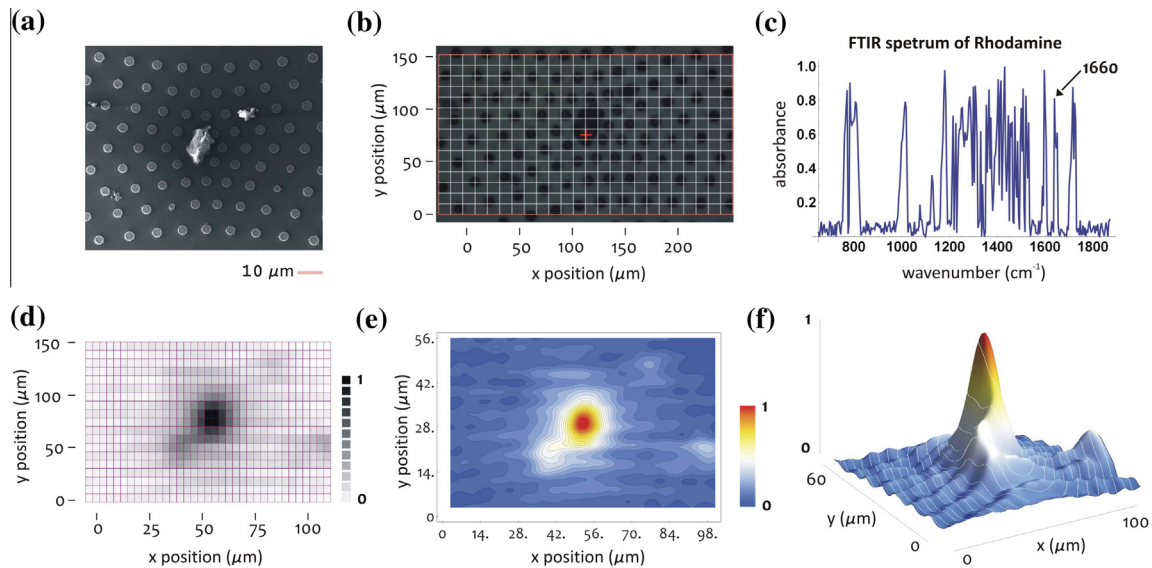 (a)
10 μm
(b)
150
100
50
0
y position (μm)
0 50 100 150 200
x position (μm)
(c)
FTIR spetrum of Rhodamine
1660
1.0
0.8
0.6
0.4
0.2
absorbance
800 1000 1200 1400 1600 1800
wavenumber (cm-1)
(d)
150
100
50
0
y position (μm)
0 25 50 75 100
x position (μm)
1
0
(e)
56.
42.
28.
14.
0
y position (μm)
0 14. 28. 42. 56. 70. 84. 98.
x position (μm)
1
0
(f)
1
0
60
y (μm)
0
0
x (μm)
100